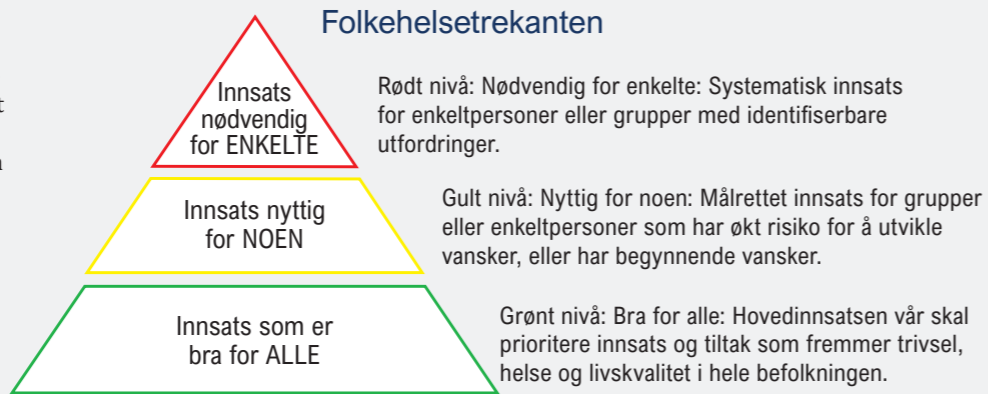 Folkehelsetrekanten
Innsats
nødvendig
for ENKELTE
Rødt nivå: Nødvendig for enkelte: Systematisk innsats
for enkeltpersoner eller grupper med identifiserbare
utfordringer.
Innsats nyttig
for NOEN
Gult nivå: Nyttig for noen: Målrettet innsats for grupper
eller enkeltpersoner som har økt risiko for å utvikle
vansker, eller har begynnende vansker.
Innsats som er
bra for ALLE
Grønt nivå: Bra for alle: Hovedinnsatsen vår skal
prioritere innsats og tiltak som fremmer trivsel,
helse og livskvalitet i hele befolkningen.